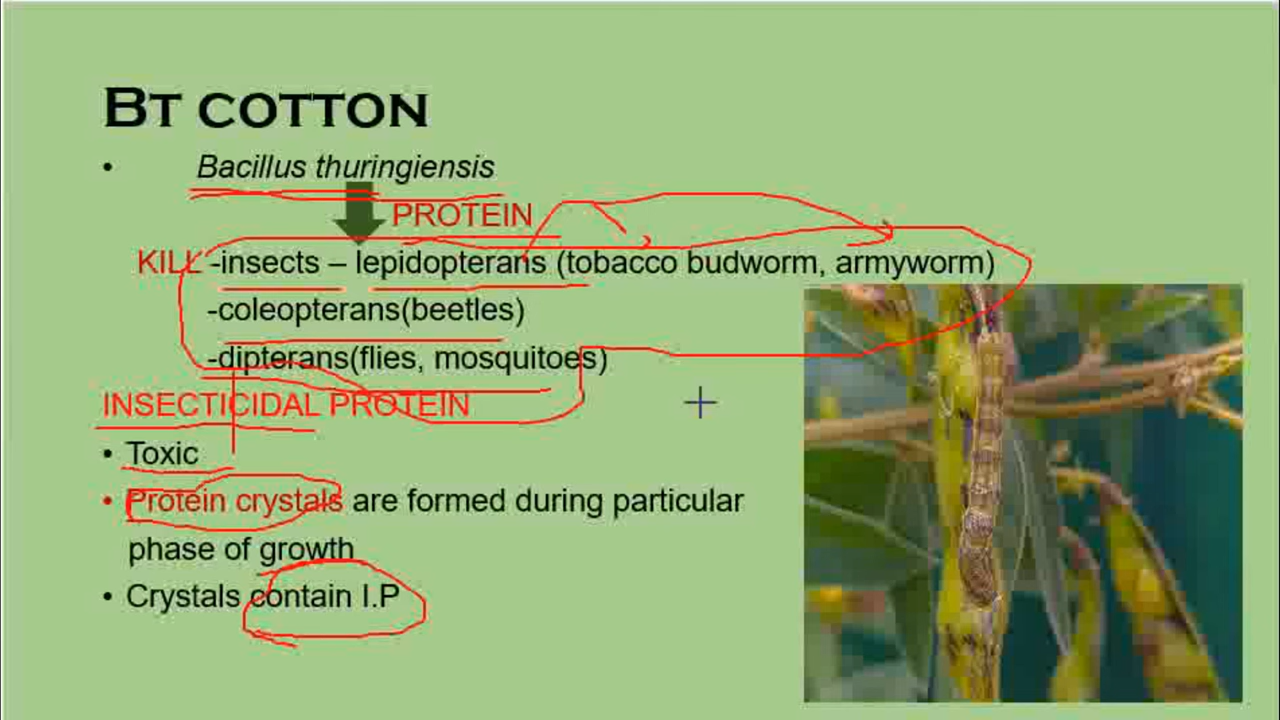 BT COTTON
• Bacillus thuringiensis
PROTEIN
KILL -insects – lepidopterans (tobacco budworm, armyworm)
-coleopterans(beetles)
-dipterans(flies, mosquitoes)
INSECTICIDAL PROTEIN
• Toxic
• Protein crystals are formed during particular
phase of growth
• Crystals contain I.P